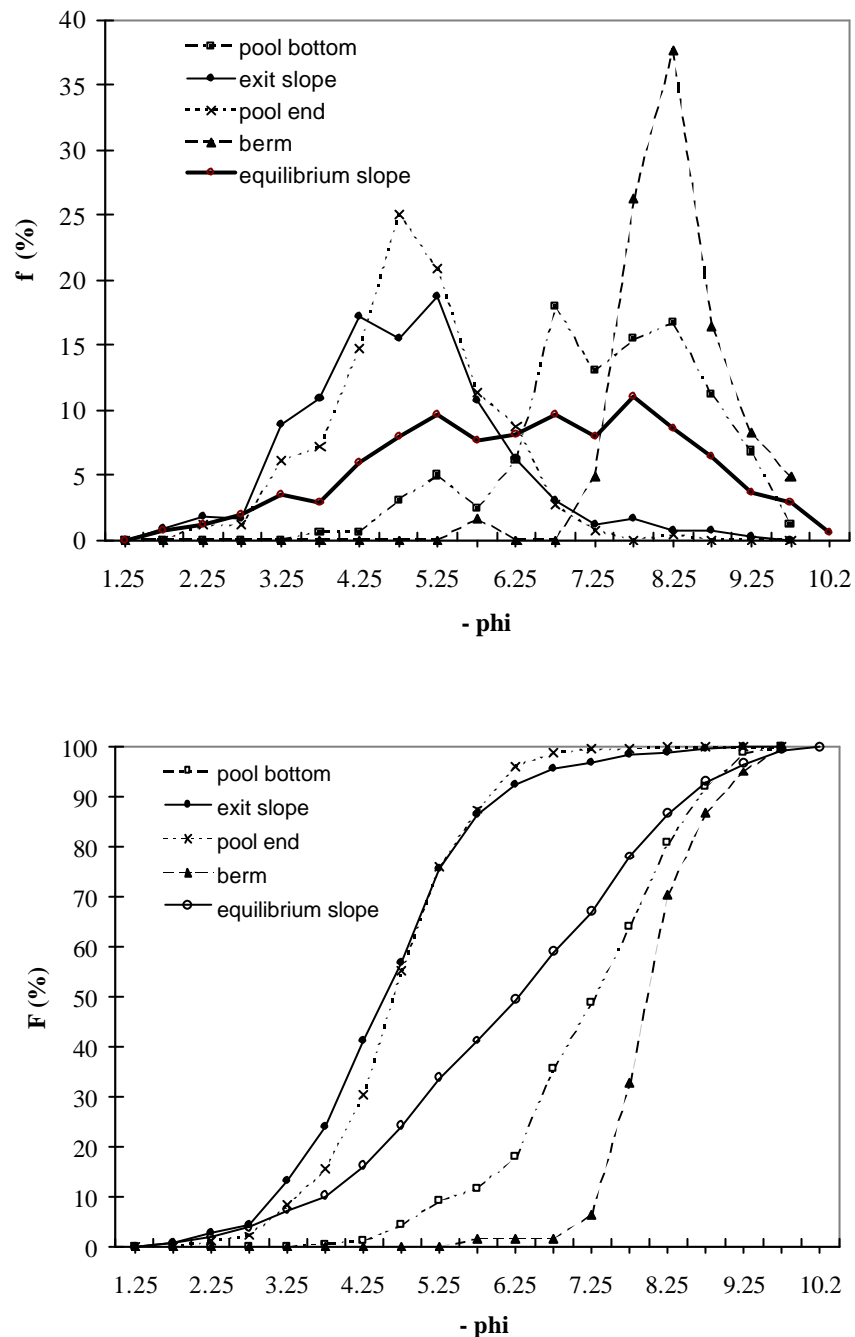 40
35
30
25
20
15
10
5
0
f (%)
pool bottom
exit slope
pool end
berm
equilibrium slope
1.25 2.25 3.25 4.25 5.25 6.25 7.25 8.25 9.25 10.2
- phi
100
90
80
70
60
50
40
30
20
10
0
F (%)
pool bottom
exit slope
pool end
berm
equilibrium slope
1.25 2.25 3.25 4.25 5.25 6.25 7.25 8.25 9.25 10.2
- phi